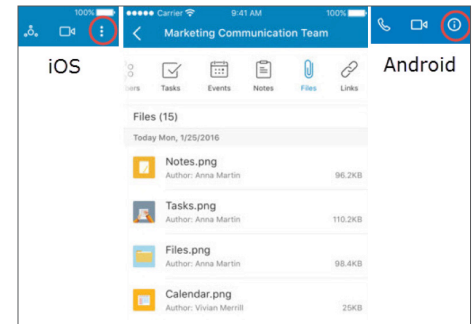 100%
iOS
Carrier 9:41 AM 100%
Marketing Communication Team
bers Tasks Events Notes Files Links
Files (15)
Today Mon, 1/25/2016
Notes.png
Author: Anna Martin 96.2KB
Tasks.png
Author: Anna Martin 110.2KB
Files.png
Author: Anna Martin 98.4KB
Calendar.png
Author: Vivian Merrill 25KB
Android